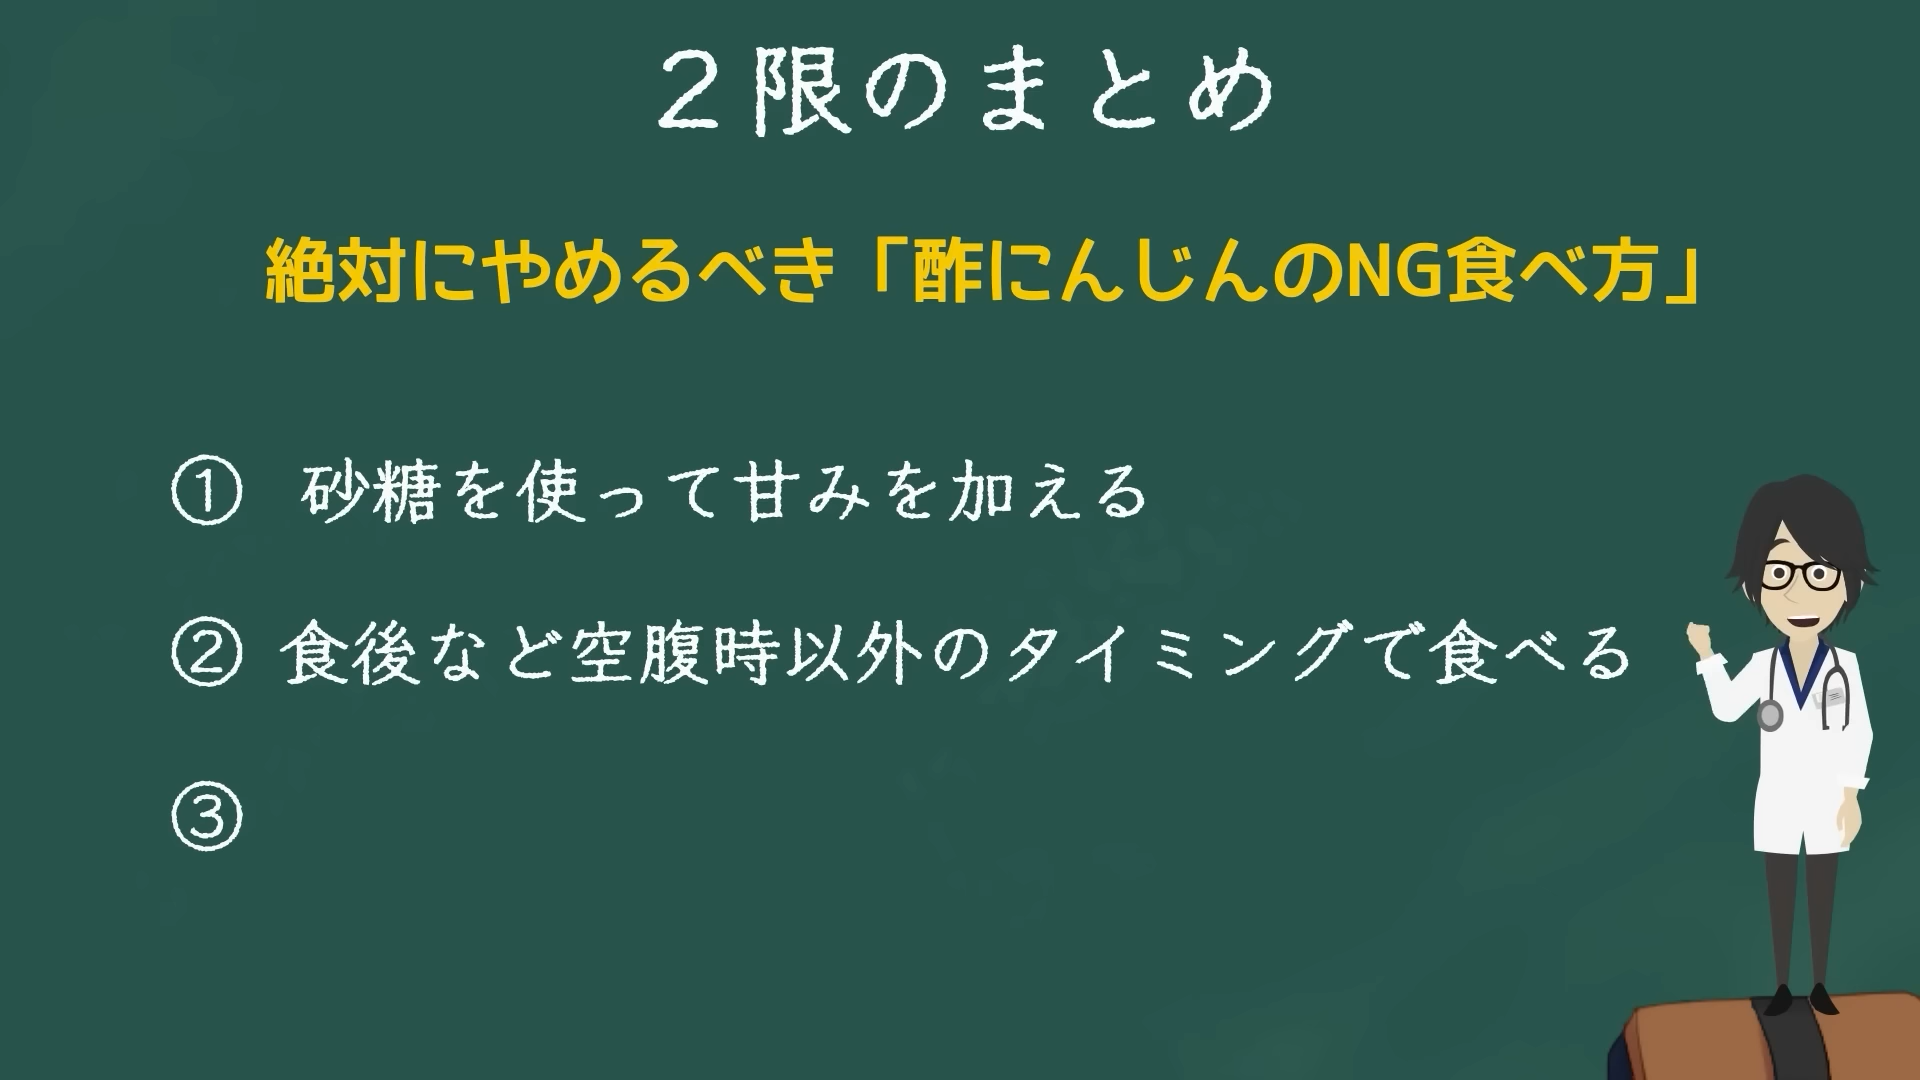 ２限のまとめ
絶対にやめるべき「酢にんじんのNG食べ方」
① 砂糖を使って甘みを加える
② 食後など空腹時以外のタイミングで食べる
③